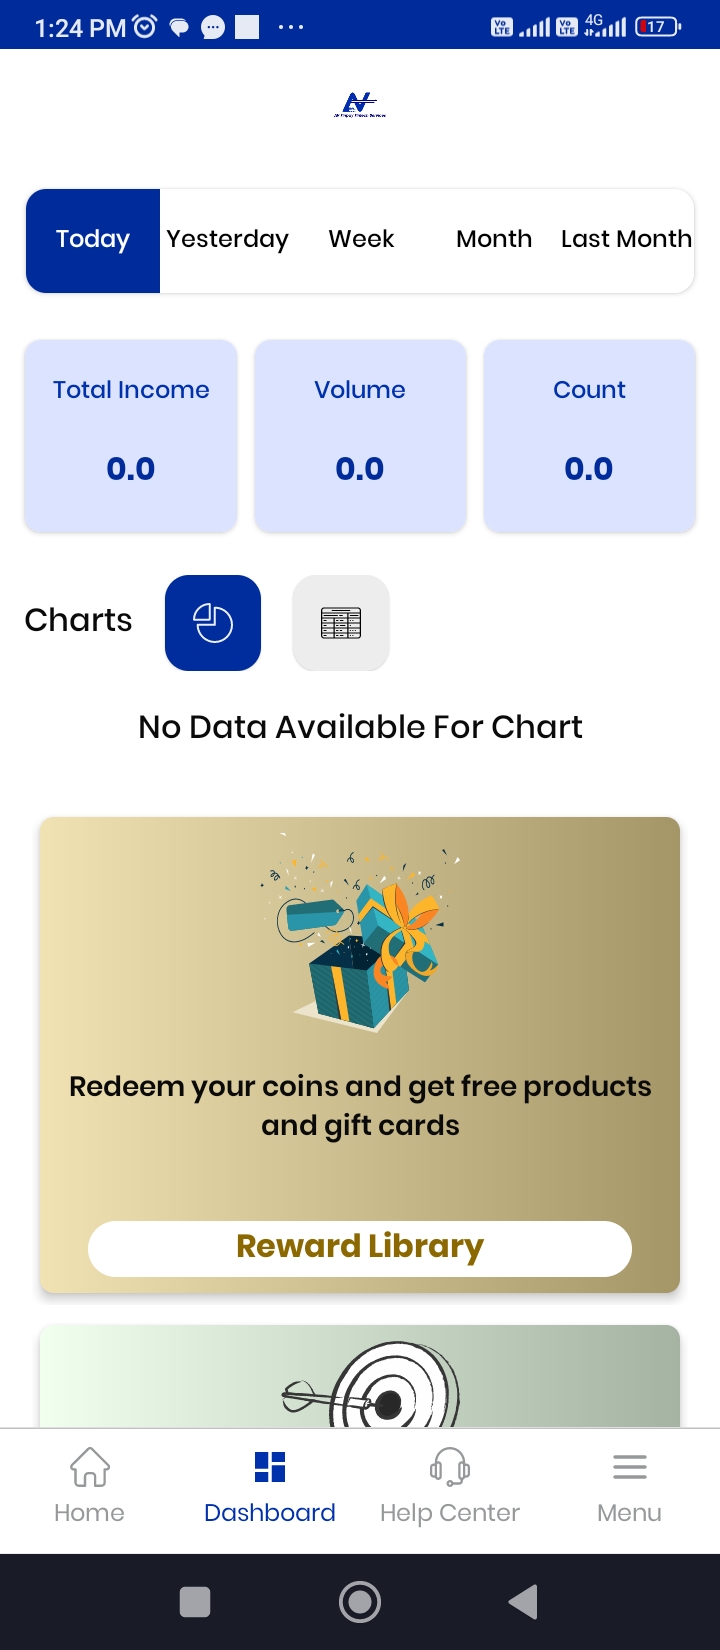 1:24 PM
Vo LTE
Vo LTE
4G
17
Today Yesterday Week Month Last Month
Total Income Volume Count
0.0 0.0 0.0
Charts
No Data Available For Chart
Redeem your coins and get free products
and gift cards
Reward Library
Home Dashboard Help Center Menu